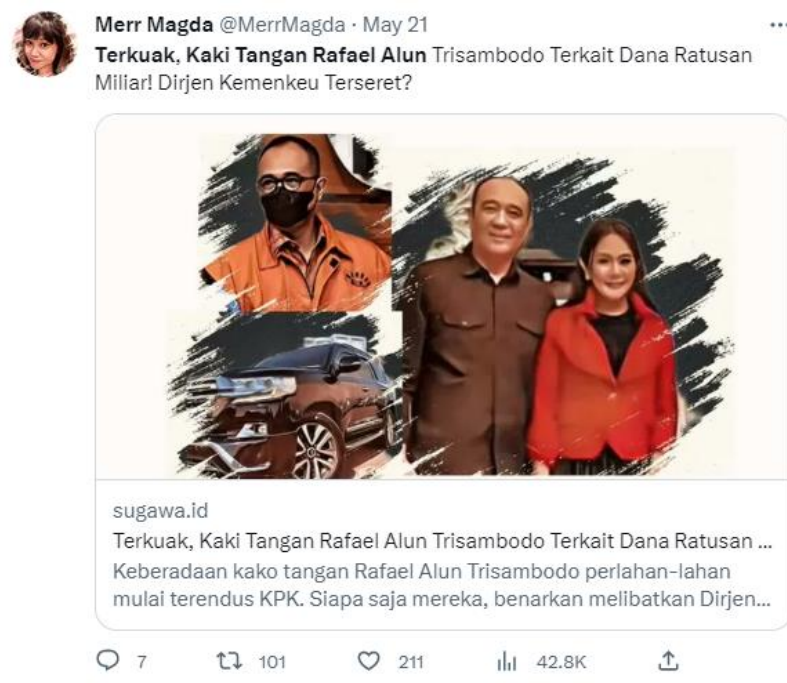 Merr Magda @MerrMagda · May 21
Terkuak, Kaki Tangan Rafael Alun Trisambodo Terkait Dana Ratusan
Miliar! Dirjen Kemenkeu Terseret?
sugawa.id
Terkuak, Kaki Tangan Rafael Alun Trisambodo Terkait Dana Ratusan ...
Keberadaan kako tangan Rafael Alun Trisambodo perlahan-lahan
mulai terendus KPK. Siapa saja mereka, benarkan melibatkan Dirjen...
7 101 211 42.8K